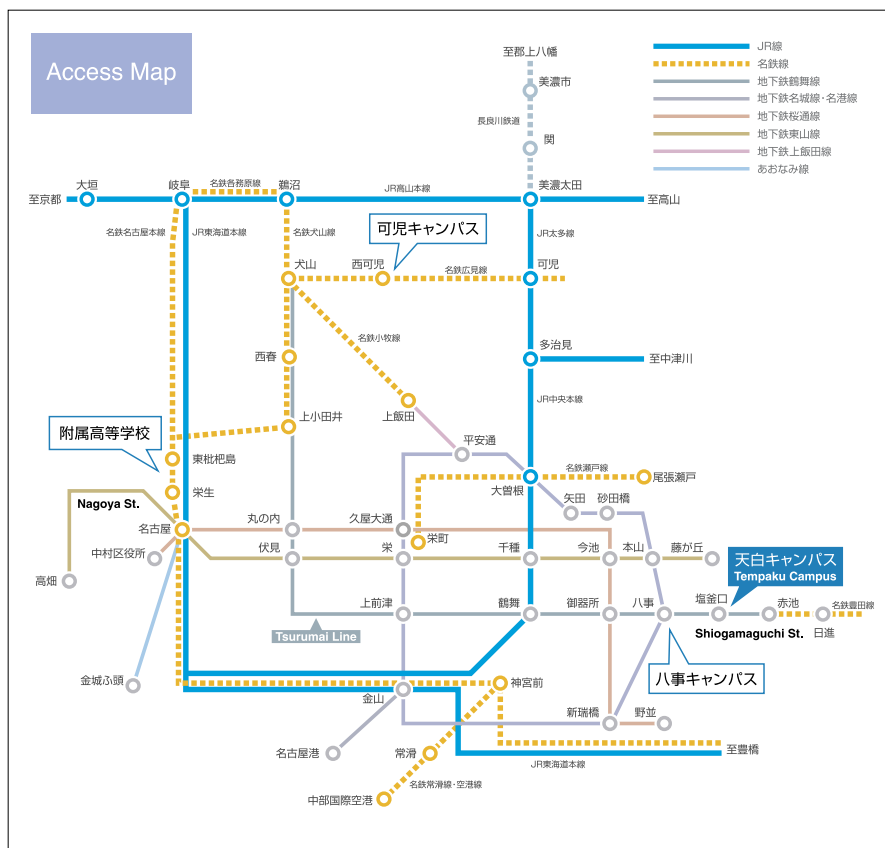 Access Map
至郡上八幡
美濃市
長良川鉄道
関
JR線
名鉄線
地下鉄鶴舞線
地下鉄名城線・名港線
地下鉄桜通線
地下鉄東山線
地下鉄上飯田線
あおなみ線
至京都
大垣
岐阜
名鉄各務原線
鵜沼
JR高山本線
美濃太田
至高山
名鉄名古屋本線
JR東海道本線
名鉄犬山線
可児キャンパス
JR太多線
犬山
西可児
名鉄広見線
可児
西春
名鉄小牧線
多治見
至中津川
JR中央本線
上小田井
上飯田
附属高等学校
平安通
東枇杷島
名鉄瀬戸線
大曽根
尾張瀬戸
栄生
矢田
砂田橋
Nagoya St.
名古屋
丸の内
久屋大通
栄町
中村区役所
伏見
栄
千種
今池
本山
藤が丘
高畑
天白キャンパス
Tempaku Campus
上前津
鶴舞
御器所
八事
塩釜口
赤池
名鉄豊田線
Tsurumai Line
Shiogamaguchi St.
日進
金城ふ頭
八事キャンパス
神宮前
金山
新瑞橋
野並
名古屋港
常滑
至豊橋
JR東海道本線
名鉄常滑線・空港線
中部国際空港